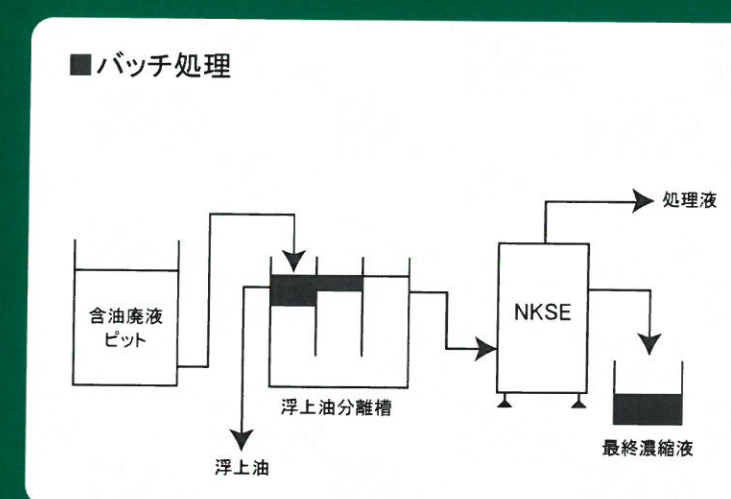 ■バッチ処理
処理液
含油廃液
ピット
NKSE
浮上油分離槽
浮上油
最終濃縮液